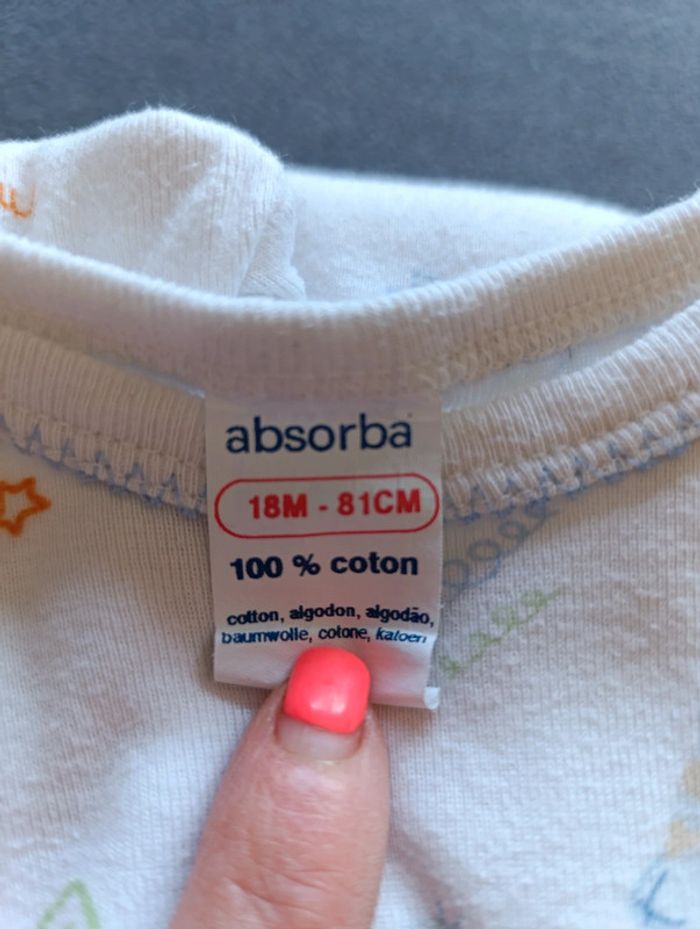 absorba
18M - 81CM
100 % coton
cotton, algodon, algodão,
baumwolle, cotone, katoen